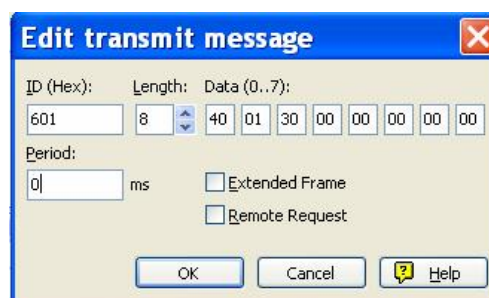 Edit transmit message
ID (Hex): Length: Data (0..7):
601 8 40 01 30 00 00 00 00 00
Period:
0 ms Extended Frame
Remote Request
OK Cancel Help